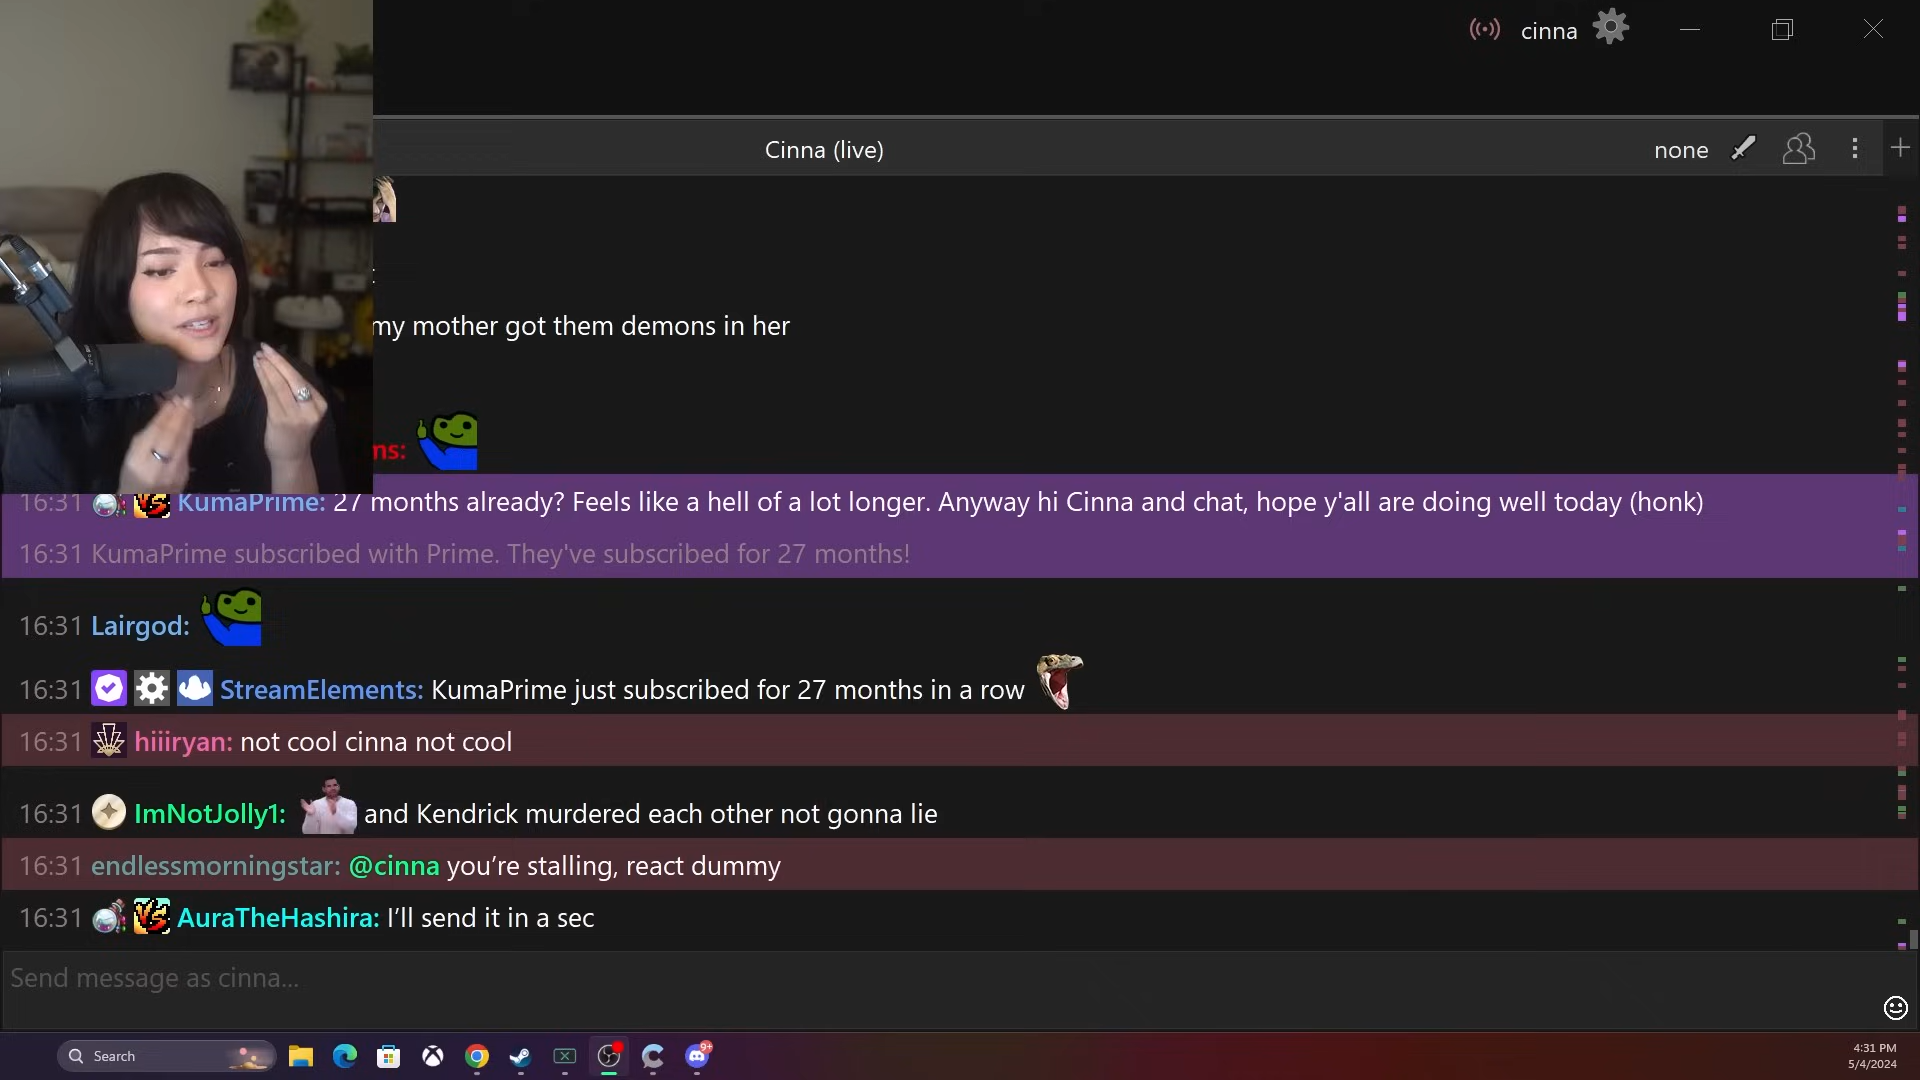 cinna
Cinna (live)
none
my mother got them demons in her
ms:
16:31 KumaPrime: 27 months already? Feels like a hell of a lot longer. Anyway hi Cinna and chat, hope y'all are doing well today (honk)
16:31 KumaPrime subscribed with Prime. They've subscribed for 27 months!
16:31 Lairgod:
16:31 StreamElements: KumaPrime just subscribed for 27 months in a row
16:31 hiiiryan: not cool cinna not cool
16:31 ImNotJolly1: and Kendrick murdered each other not gonna lie
16:31 endlessmorningstar: @cinna you’re stalling, react dummy
16:31 VS AuraTheHashira: I’ll send it in a sec
Send message as cinna...
Search
9+
4:31 PM
5/4/2024